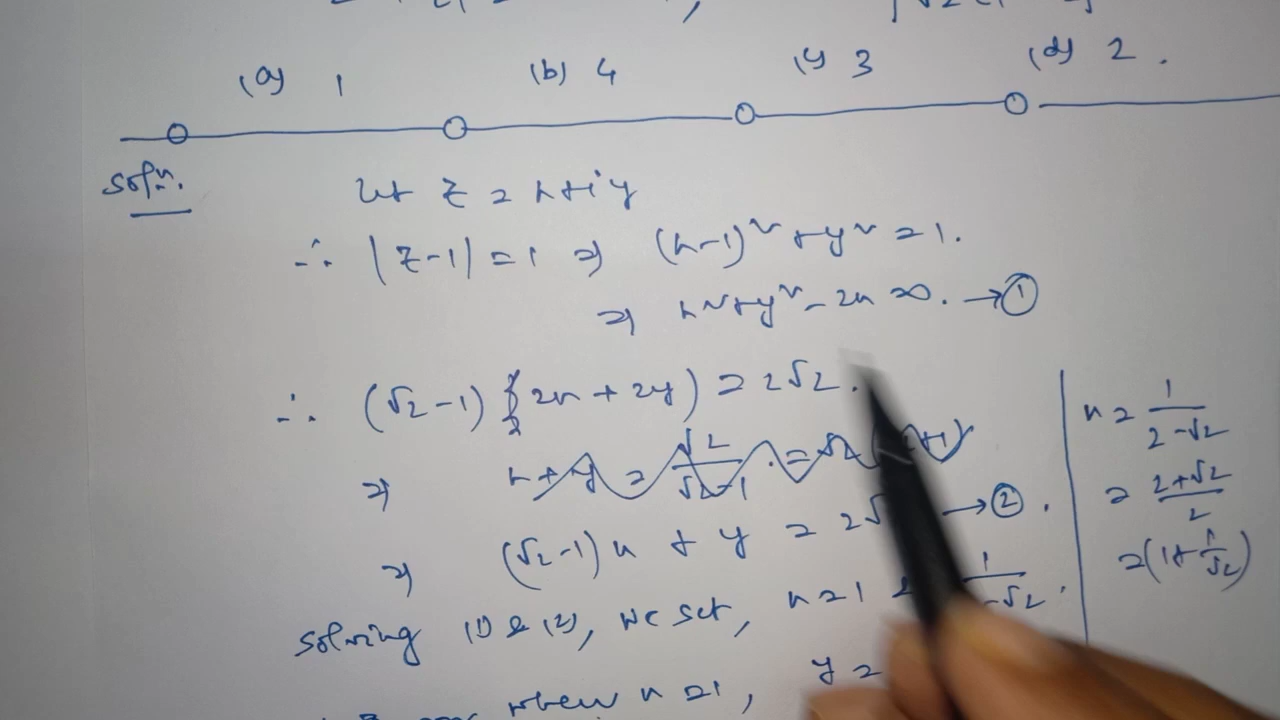 (a) 1 (b) 4 (c) 3 (d) 2.
Soln.
Let z = x+iy
∴ |z-1| = 1 ⇒ (x-1)² + y² = 1.
⇒ x²+y²-2x=0. → ①
∴ (√2-1) { 2x + 2y) = 2√2.
⇒ x+y = √2/√2-1 . =
⇒ (√2-1)x + y = 2√ → ② .
solving (1) & (2), we get, x=1 & 1/-√2 .
when x=1, y=
x = 1/2-√2
= 2+√2/2
=(1+1/√2)